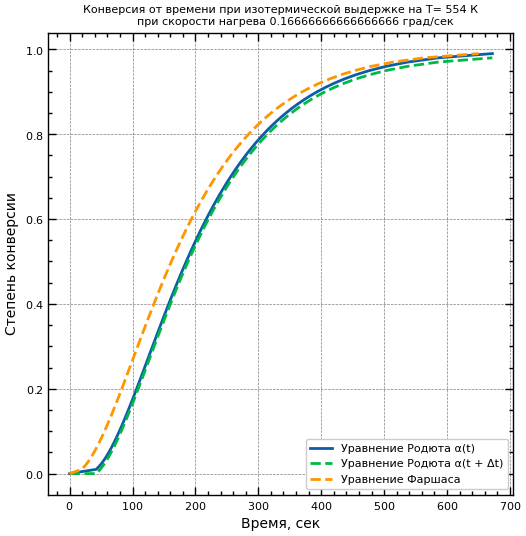 Конверсия от времени при изотермической выдержке на T= 554 K
при скорости нагрева 0.16666666666666666 град/сек
1.0
0.8
0.6
0.4
0.2
0.0
Степень конверсии
Уравнение Родюта α(t)
Уравнение Родюта α(t + Δt)
Уравнение Фаршаса
0 100 200 300 400 500 600 700
Время, сек